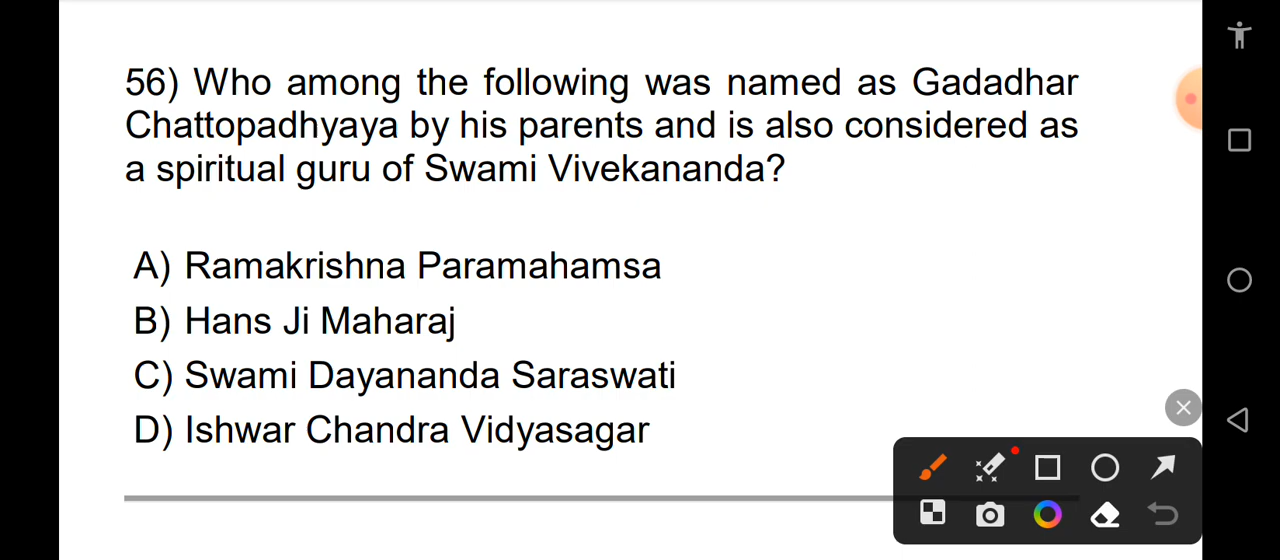 56) Who among the following was named as Gadadhar
Chattopadhyaya by his parents and is also considered as
a spiritual guru of Swami Vivekananda?
A) Ramakrishna Paramahamsa
B) Hans Ji Maharaj
C) Swami Dayananda Saraswati
D) Ishwar Chandra Vidyasagar